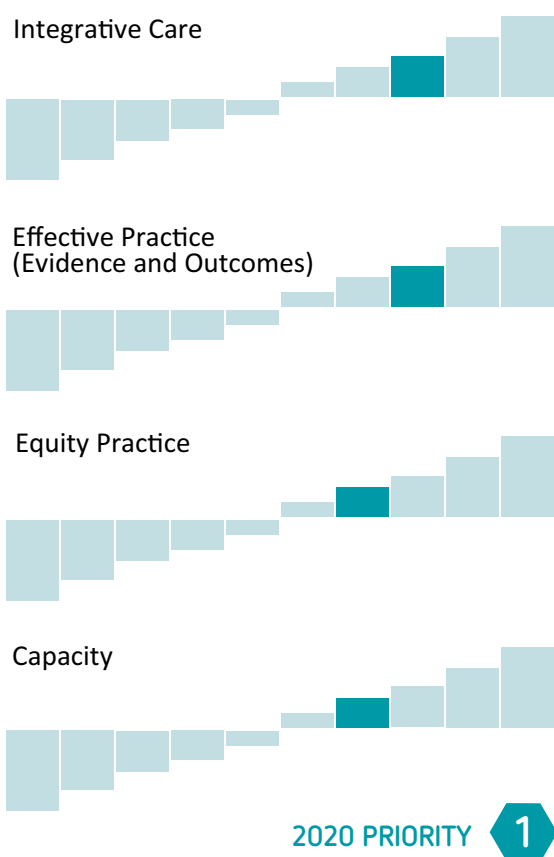 Integrative Care
Effective Practice
(Evidence and Outcomes)
Equity Practice
Capacity
2020 PRIORITY 1